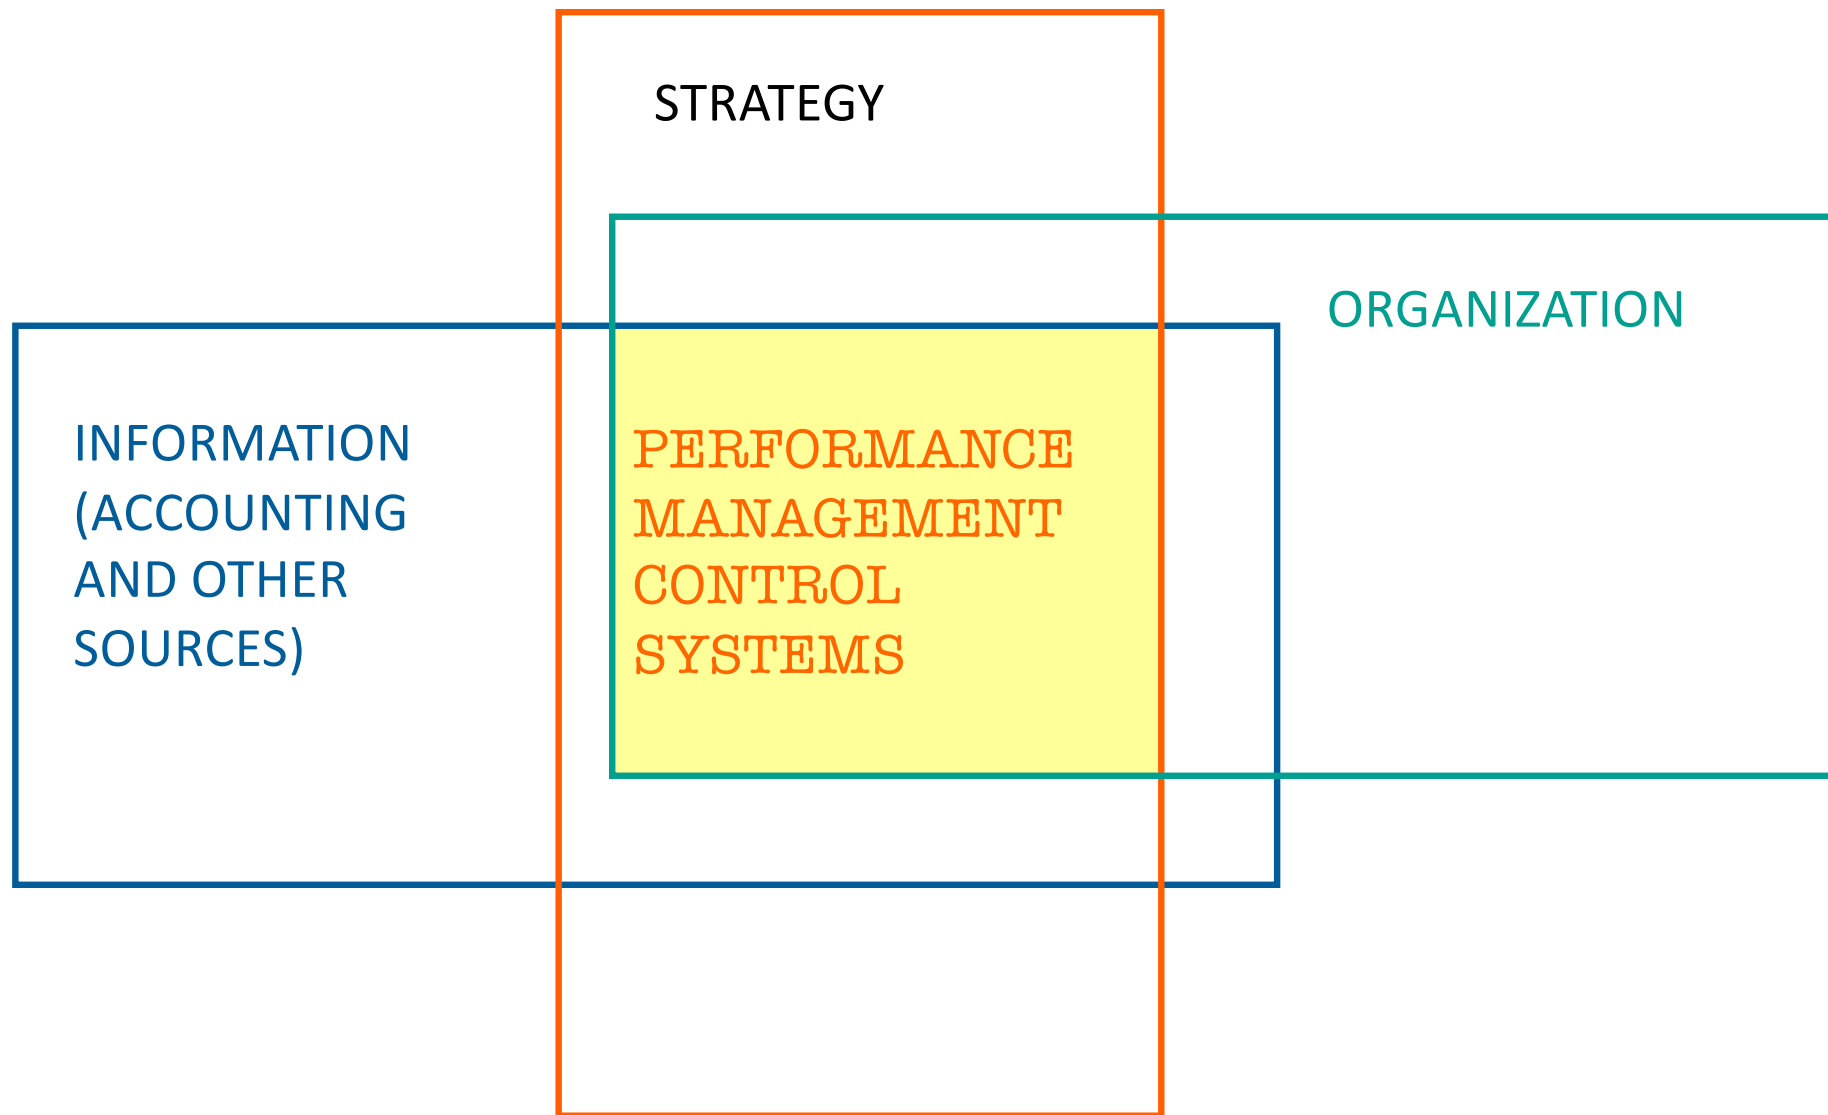 STRATEGY
ORGANIZATION
INFORMATION
(ACCOUNTING
AND OTHER
SOURCES)
PERFORMANCE
MANAGEMENT
CONTROL
SYSTEMS